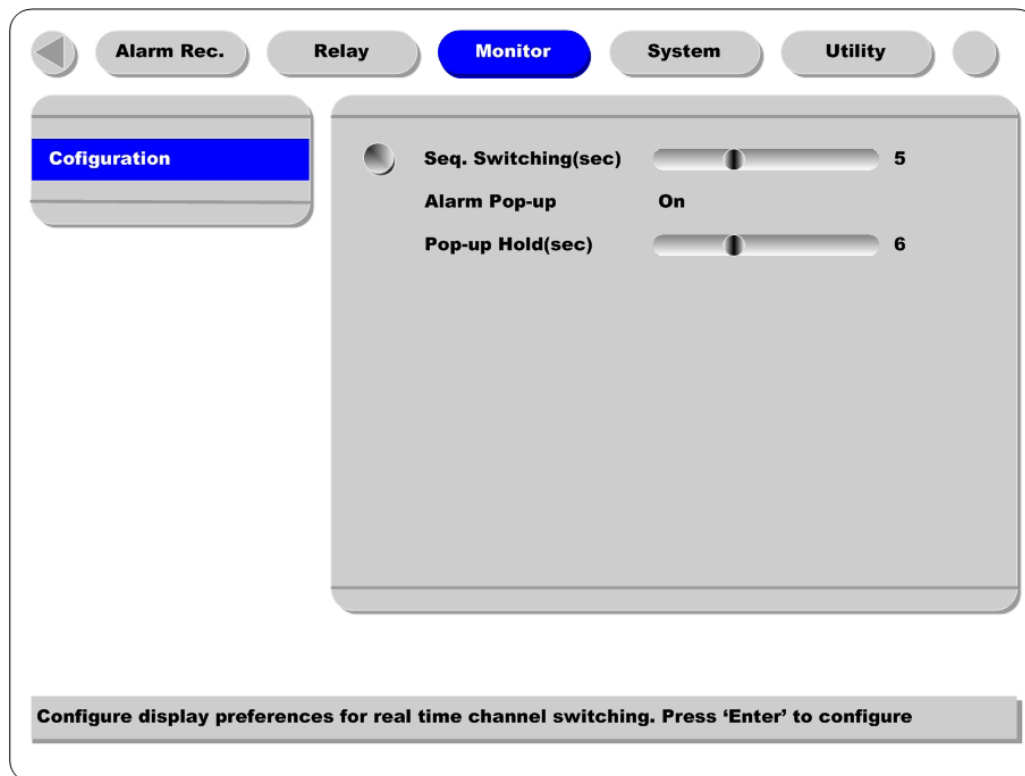 Alarm Rec. Relay Monitor System Utility
Cofiguration
Seq. Switching(sec) 5
Alarm Pop-up On
Pop-up Hold(sec) 6
Configure display preferences for real time channel switching. Press ‘Enter’ to configure